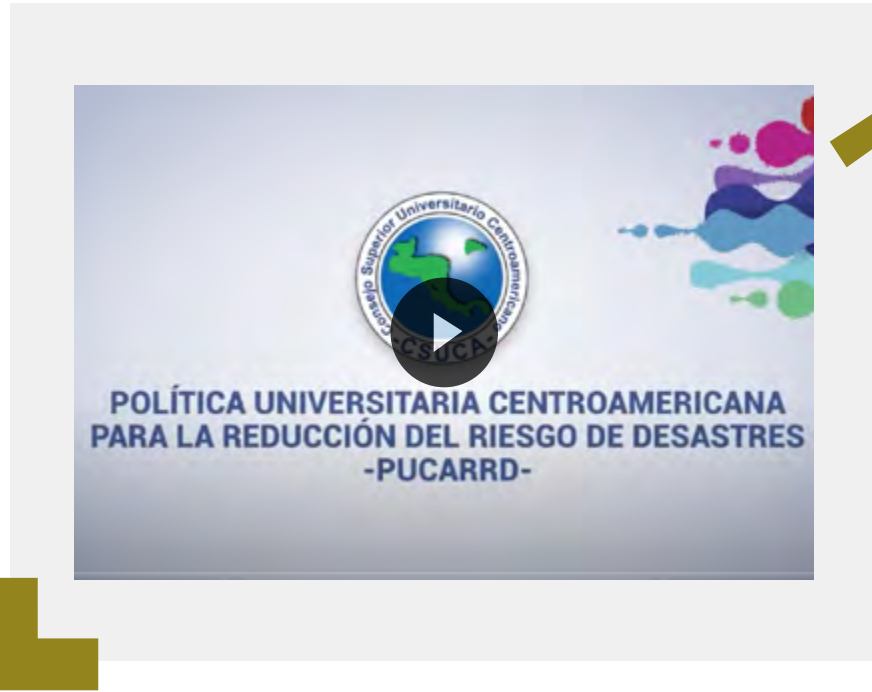 Consejo Superior Universitario Centroamericano
-CSUCA-
POLÍTICA UNIVERSITARIA CENTROAMERICANA
PARA LA REDUCCIÓN DEL RIESGO DE DESASTRES
-PUCARRD-